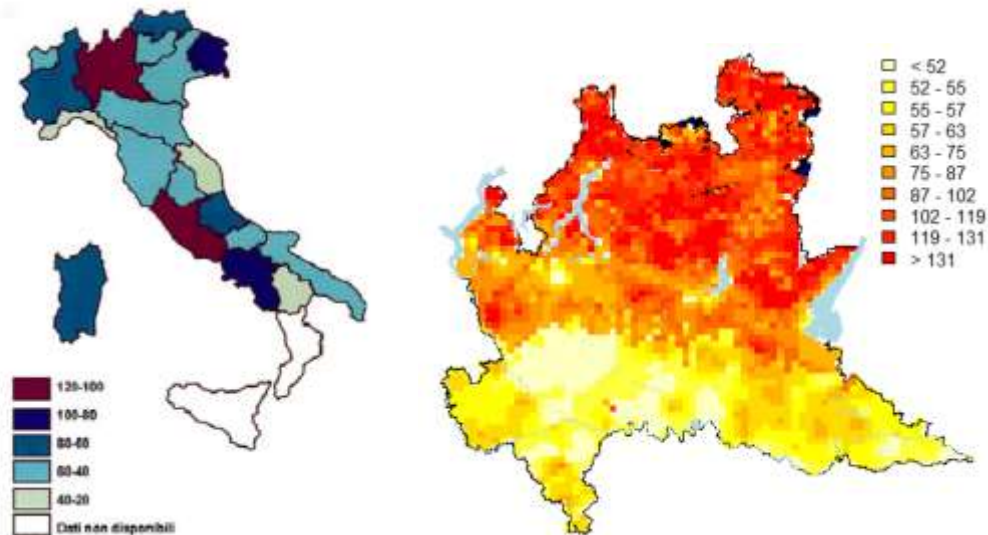 120-100
100-80
80-60
60-40
40-20
Dati non disponibili
< 52
52 - 55
55 - 57
57 - 63
63 - 75
75 - 87
87 - 102
102 - 119
119 - 131
> 131